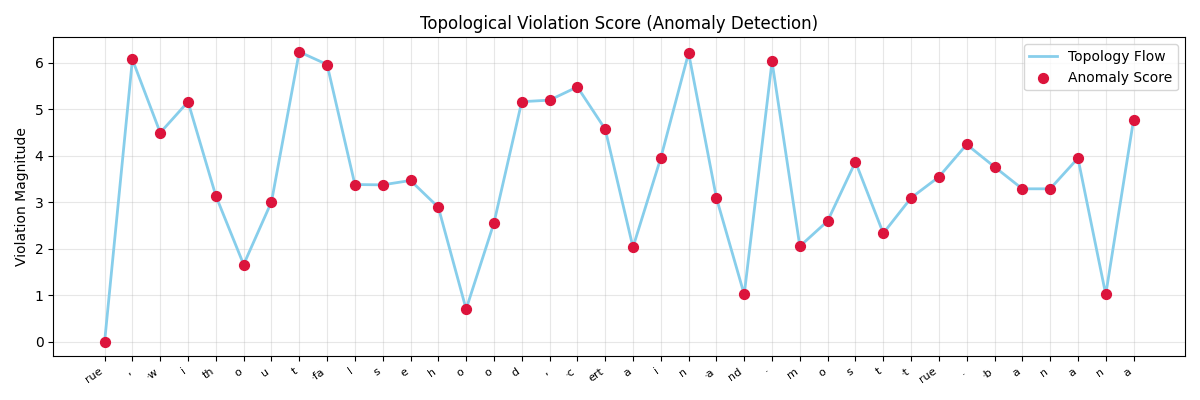 Topological Violation Score (Anomaly Detection)
Topology Flow
Anomaly Score
Violation Magnitude
6
5
4
3
2
1
0
rue , ·w i th o u t ·fa l s e h o o d , ·c ert a i n ·a nd · m o s t ·t rue . ·b a n a n a